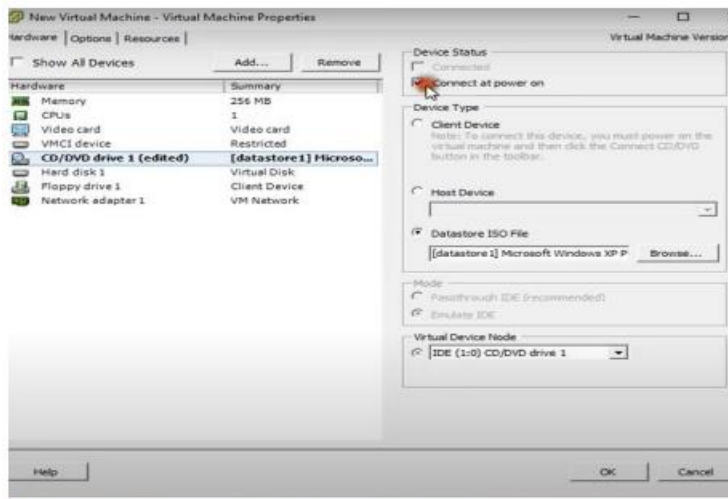 New Virtual Machine - Virtual Machine Properties
Hardware Options Resources
Virtual Machine Version
Show All Devices
Add...
Remove
Hardware Summary
Memory 256 MB
CPUs 1
Video card Video card
VMCI device Restricted
CD/DVD drive 1 (edited) [datastore1] Microso...
Hard disk 1 Virtual Disk
Floppy drive 1 Client Device
Network adapter 1 VM Network
Device Status
Connected
Connect at power on
Device Type
Client Device
Note: To connect this device, you must power on the
virtual machine and then click the Connect CD/DVD
button in the toolbar.
Host Device
Datastore ISO File
[datastore1] Microsoft Windows XP P
Browse...
Mode
Passthrough IDE (recommended)
Emulate IDE
Virtual Device Node
IDE (1:0) CD/DVD drive 1
Help
OK
Cancel